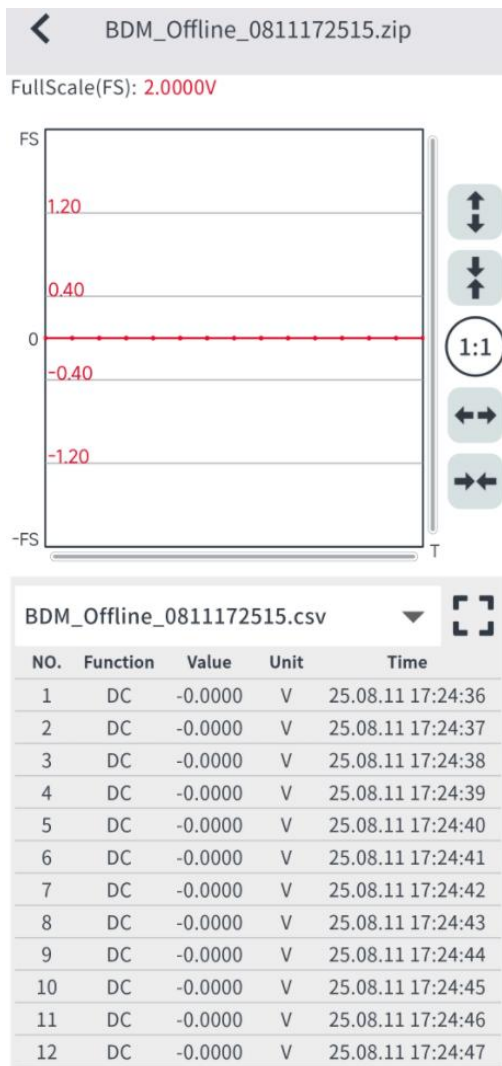 BDM_Offline_0811172515.zip
FullScale(FS): 2.0000V
FS
1.20
0.40
0
-0.40
-1.20
-FS
T
1:1
BDM_Offline_0811172515.csv
NO. Function Value Unit Time
1 DC -0.0000 V 25.08.11 17:24:36
2 DC -0.0000 V 25.08.11 17:24:37
3 DC -0.0000 V 25.08.11 17:24:38
4 DC -0.0000 V 25.08.11 17:24:39
5 DC -0.0000 V 25.08.11 17:24:40
6 DC -0.0000 V 25.08.11 17:24:41
7 DC -0.0000 V 25.08.11 17:24:42
8 DC -0.0000 V 25.08.11 17:24:43
9 DC -0.0000 V 25.08.11 17:24:44
10 DC -0.0000 V 25.08.11 17:24:45
11 DC -0.0000 V 25.08.11 17:24:46
12 DC -0.0000 V 25.08.11 17:24:47